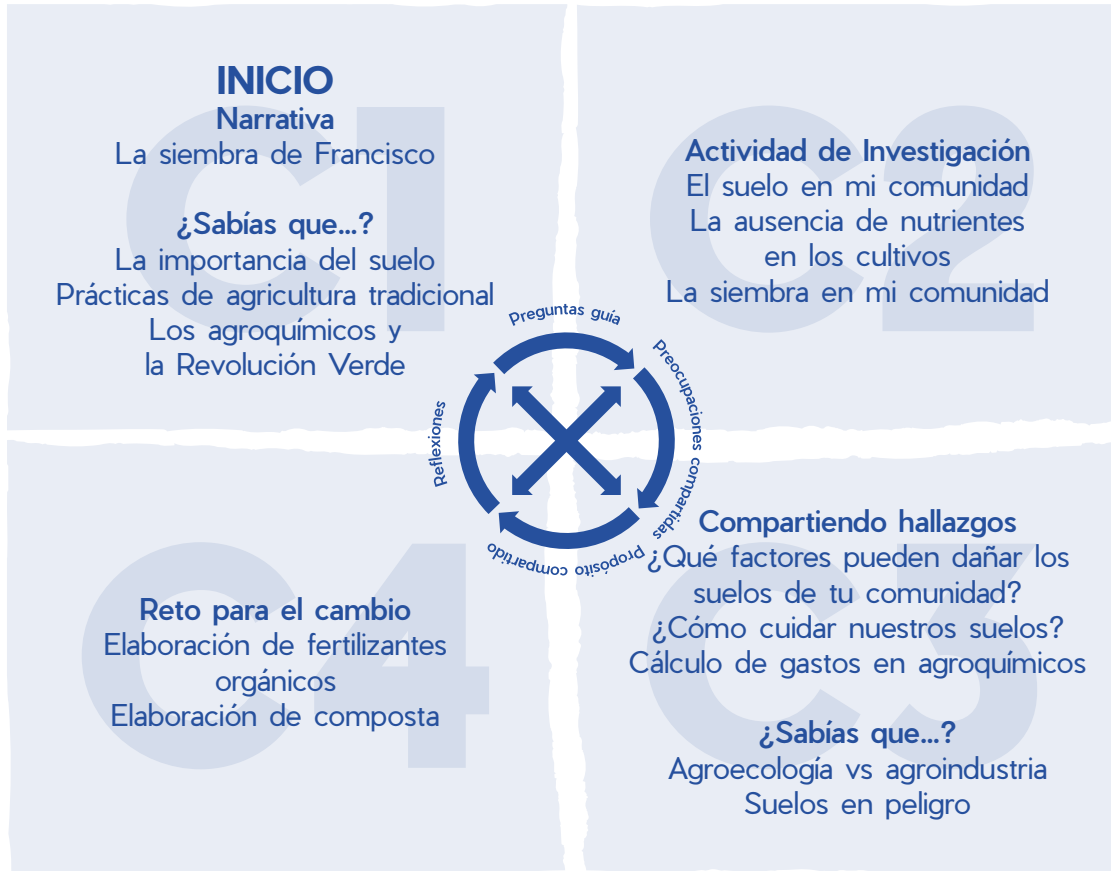 C1
INICIO
Narrativa
La siembra de Francisco
¿Sabías que...?
La importancia del suelo
Prácticas de agricultura tradicional
Los agroquímicos y
la Revolución Verde
C2
Actividad de Investigación
El suelo en mi comunidad
La ausencia de nutrientes
en los cultivos
La siembra en mi comunidad
Preguntas guía
Preocupaciones compartidas
Propósito compartido
Reflexiones
C3
Compartiendo hallazgos
¿Qué factores pueden dañar los
suelos de tu comunidad?
¿Cómo cuidar nuestros suelos?
Cálculo de gastos en agroquímicos
¿Sabías que...?
Agroecología vs agroindustria
Suelos en peligro
C4
Reto para el cambio
Elaboración de fertilizantes
orgánicos
Elaboración de composta